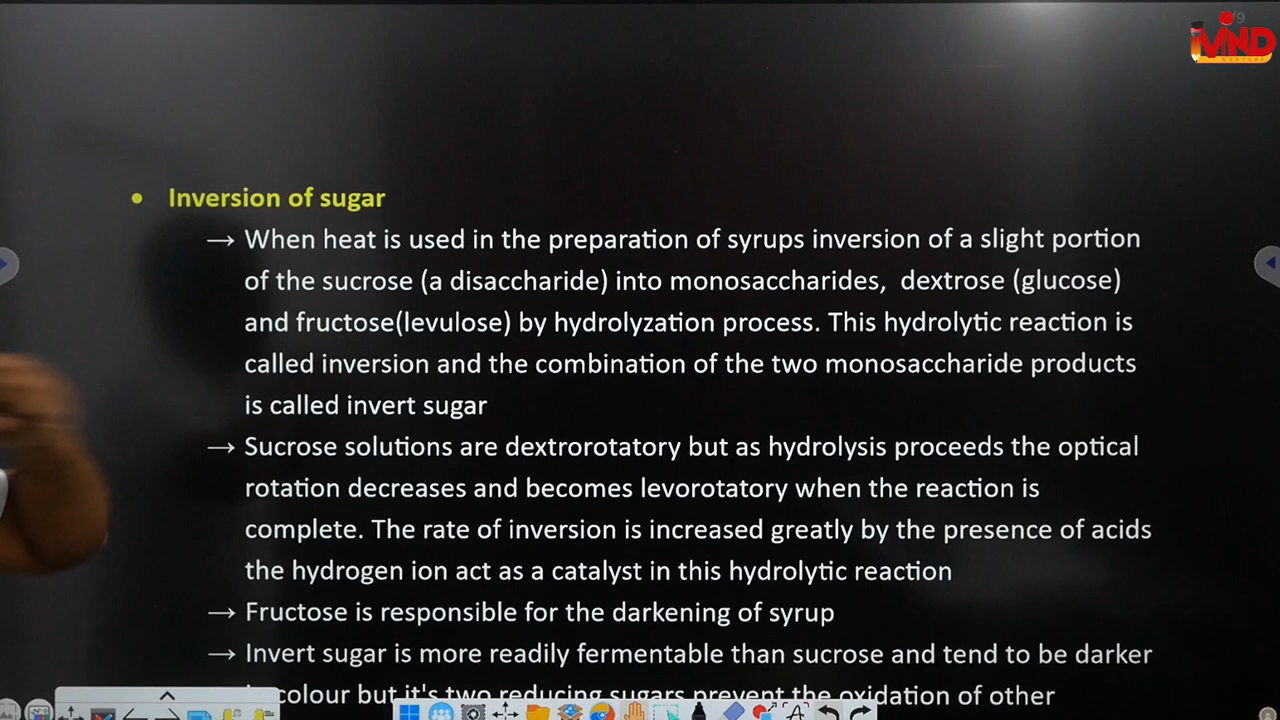 /9
iMIND
NURTURE
• Inversion of sugar
→ When heat is used in the preparation of syrups inversion of a slight portion
of the sucrose (a disaccharide) into monosaccharides, dextrose (glucose)
and fructose(levulose) by hydrolyzation process. This hydrolytic reaction is
called inversion and the combination of the two monosaccharide products
is called invert sugar
→ Sucrose solutions are dextrorotatory but as hydrolysis proceeds the optical
rotation decreases and becomes levorotatory when the reaction is
complete. The rate of inversion is increased greatly by the presence of acids
the hydrogen ion act as a catalyst in this hydrolytic reaction
→ Fructose is responsible for the darkening of syrup
→ Invert sugar is more readily fermentable than sucrose and tend to be darker
colour but it's two reducing sugars prevent the oxidation of other